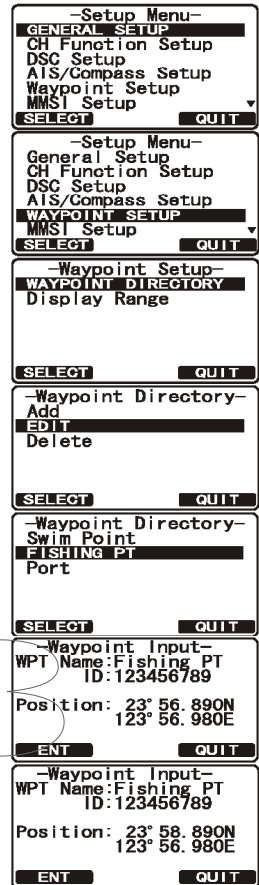 -Setup Menu-
GENERAL SETUP
CH Function Setup
DSC Setup
AIS/Compass Setup
Waypoint Setup
MMSI Setup
SELECT QUIT
-Setup Menu-
General Setup
CH Function Setup
DSC Setup
AIS/Compass Setup
WAYPOINT SETUP
MMSI Setup
SELECT QUIT
-Waypoint Setup-
WAYPOINT DIRECTORY
Display Range
SELECT QUIT
-Waypoint Directory-
Add
EDIT
Delete
SELECT QUIT
-Waypoint Directory-
Swim Point
FISHING PT
Port
SELECT QUIT
-Waypoint Input-
WPT Name:Fishing PT
ID:123456789
Position: 23°56.890N
123°56.980E
ENT QUIT
-Waypoint Input-
WPT Name:Fishing PT
ID:123456789
Position: 23°58.890N
123°56.980E
ENT QUIT